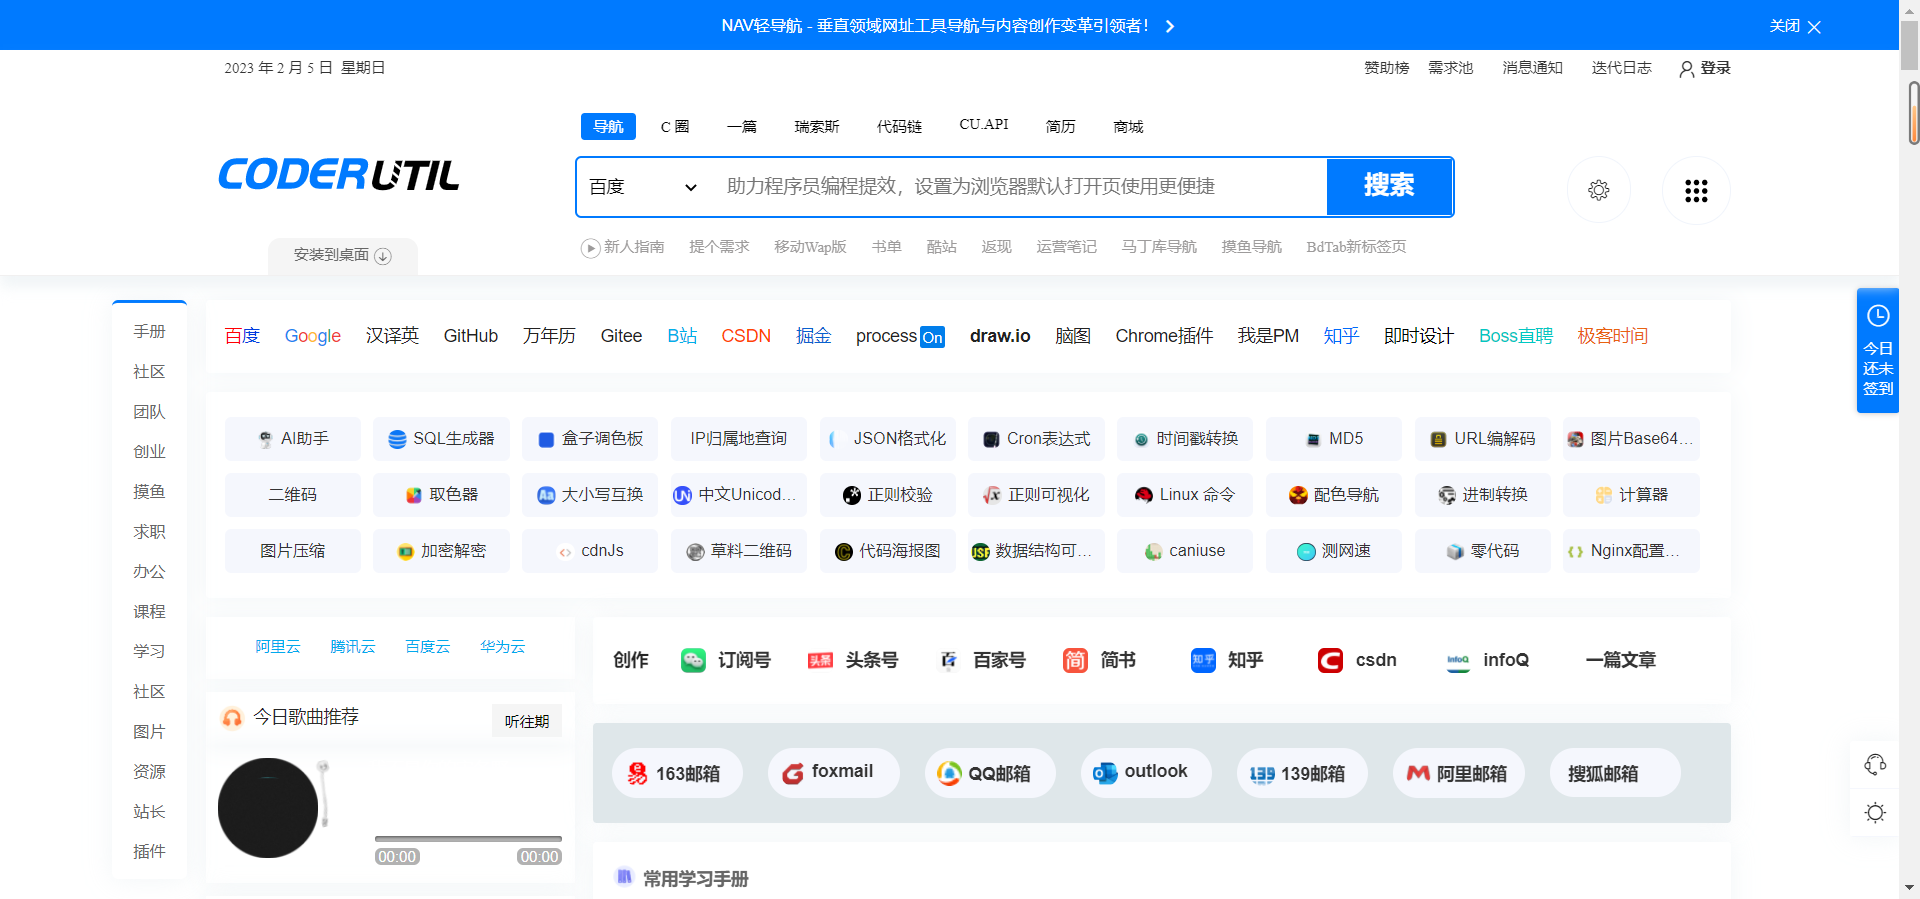 NAV轻导航 - 垂直领域网址工具导航与内容创作变革引领者！
关闭
2023 年 2 月 5 日 星期日
赞助榜 需求池 消息通知 迭代日志 登录
导航 C 圈 一篇 瑞索斯 代码链 CU.API 简历 商城
CODERUTIL
百度 助力程序员编程提效，设置为浏览器默认打开页使用更便捷 搜索
安装到桌面
新人指南 提个需求 移动Wap版 书单 酷站 返现 运营笔记 马丁库导航 摸鱼导航 BdTab新标签页
手册
社区
团队
创业
摸鱼
求职
办公
课程
学习
社区
图片
资源
站长
插件
百度 Google 汉译英 GitHub 万年历 Gitee B站 CSDN 掘金 process On draw.io 脑图 Chrome插件 我是PM 知乎 即时设计 Boss直聘 极客时间
今日
还未
签到
AI助手 SQL生成器 盒子调色板 IP归属地查询 JSON格式化 Cron表达式 时间戳转换 MD5 URL编解码 图片Base64...
二维码 取色器 Aa 大小写互换 UN 中文Unicod... 正则校验 正则可视化 Linux 命令 配色导航 进制转换 计算器
图片压缩 加密解密 cdnJs 草料二维码 代码海报图 数据结构可... caniuse 测网速 零代码 Nginx配置...
阿里云 腾讯云 百度云 华为云
今日歌曲推荐 听往期
00:00 00:00
创作 订阅号 头条 头条号 百家号 简 简书 知乎 知乎 csdn InfoQ infoQ 一篇文章
163邮箱 foxmail QQ邮箱 outlook 139 139邮箱 阿里邮箱 搜狐邮箱
常用学习手册